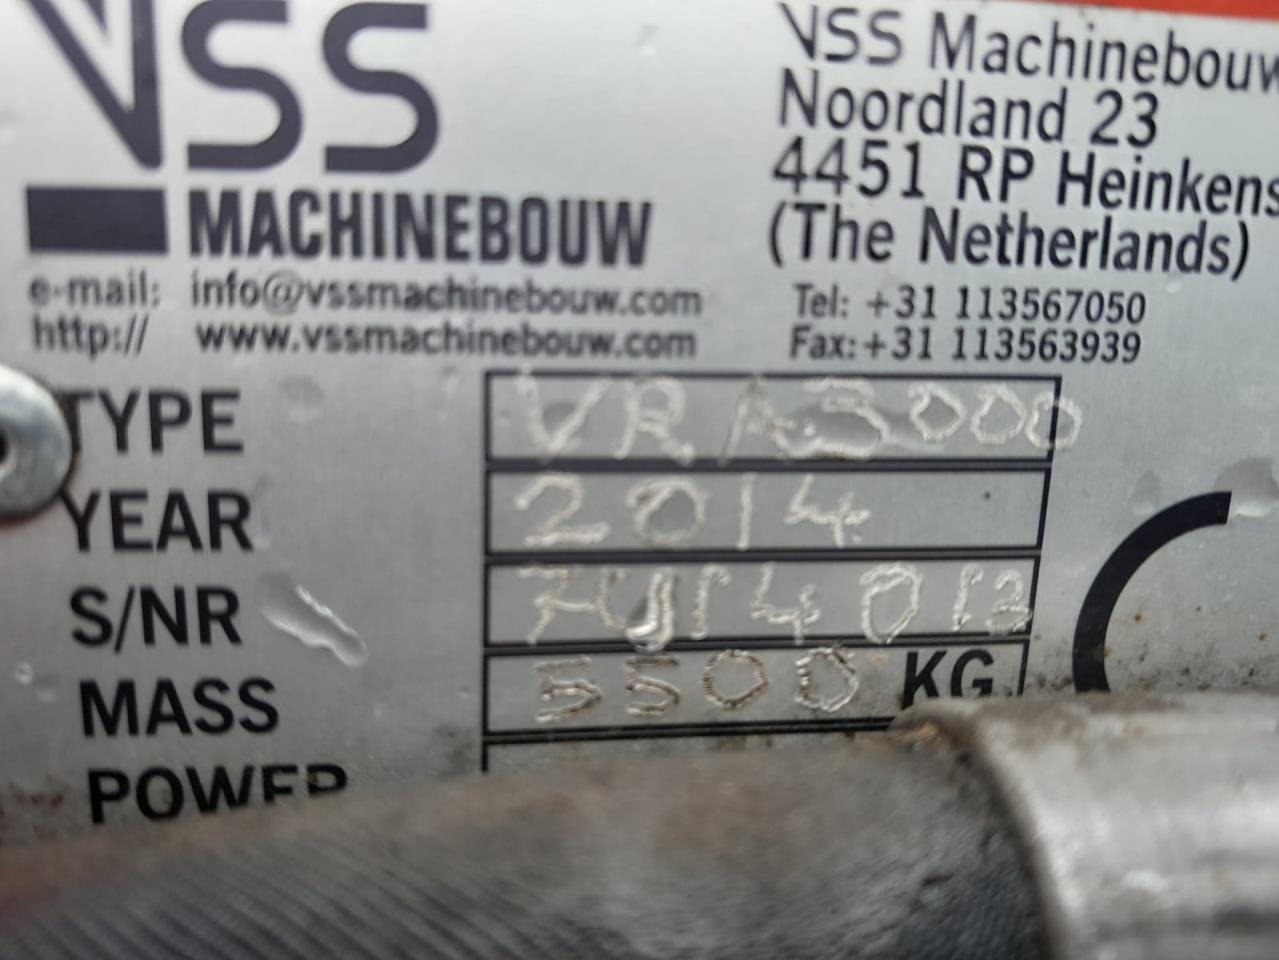 VSS
MACHINEBOUW
e-mail: info@vssmachinebouw.com
http:// www.vssmachinebouw.com
VSS Machinebouw
Noordland 23
4451 RP Heinkens
(The Netherlands)
Tel: +31 113567050
Fax: +31 113563939
TYPE VRA3000
YEAR 2014
S/NR
MASS 5500 KG
POWER